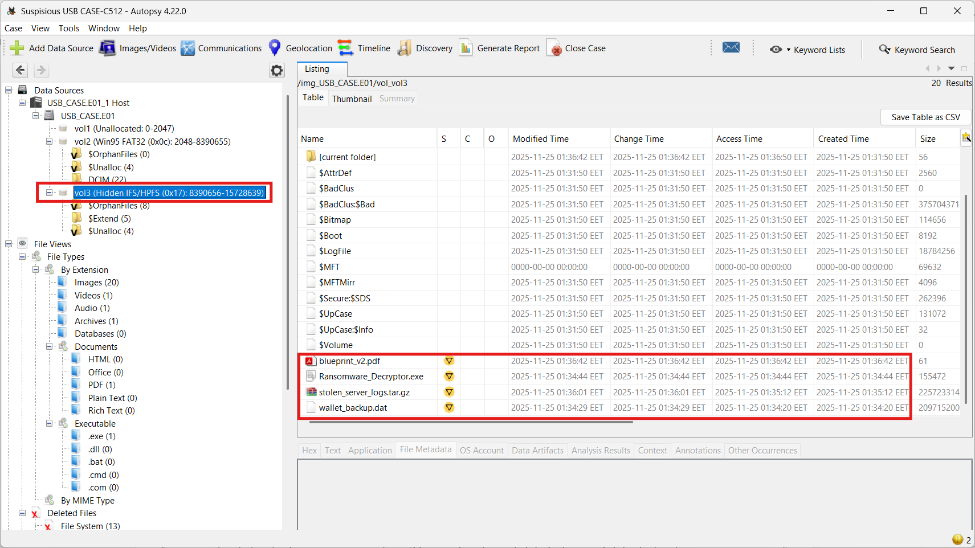 Suspisious USB CASE-C512 - Autopsy 4.22.0
Case View Tools Window Help
Add Data Source Images/Videos Communications Geolocation Timeline Discovery Generate Report Close Case Keyword Lists Keyword Search
Data Sources
USB_CASE.E01_1 Host
USB_CASE.E01
vol1 (Unallocated: 0-2047)
vol2 (Win95 FAT32 (0x0c): 2048-8390655)
$OrphanFiles (0)
$Unalloc (4)
DCIM (22)
vol3 (Hidden IFS/HPFS (0x17): 8390656-15728639)
$OrphanFiles (8)
$Extend (5)
$Unalloc (4)
File Views
File Types
By Extension
Images (20)
Videos (1)
Audio (1)
Archives (1)
Databases (0)
Documents
HTML (0)
Office (0)
PDF (1)
Plain Text (0)
Rich Text (0)
Executable
.exe (1)
.dll (0)
.bat (0)
.cmd (0)
.com (0)
By MIME Type
Deleted Files
File System (13)
Listing
/img_USB_CASE.E01/vol_vol3
20 Results
Table Thumbnail Summary
Save Table as CSV
Name S C O Modified Time Change Time Access Time Created Time Size
[current folder] 2025-11-25 01:36:42 EET 2025-11-25 01:36:42 EET 2025-11-25 01:36:50 EET 2025-11-25 01:31:50 EET 56
$AttrDef 2025-11-25 01:31:50 EET 2025-11-25 01:31:50 EET 2025-11-25 01:31:50 EET 2025-11-25 01:31:50 EET 2560
$BadClus 2025-11-25 01:31:50 EET 2025-11-25 01:31:50 EET 2025-11-25 01:31:50 EET 2025-11-25 01:31:50 EET 0
$BadClus:$Bad 2025-11-25 01:31:50 EET 2025-11-25 01:31:50 EET 2025-11-25 01:31:50 EET 2025-11-25 01:31:50 EET 375704371
$Bitmap 2025-11-25 01:31:50 EET 2025-11-25 01:31:50 EET 2025-11-25 01:31:50 EET 2025-11-25 01:31:50 EET 114656
$Boot 2025-11-25 01:31:50 EET 2025-11-25 01:31:50 EET 2025-11-25 01:31:50 EET 2025-11-25 01:31:50 EET 8192
$LogFile 2025-11-25 01:31:50 EET 2025-11-25 01:31:50 EET 2025-11-25 01:31:50 EET 2025-11-25 01:31:50 EET 18784256
$MFT 0000-00-00 00:00:00 0000-00-00 00:00:00 0000-00-00 00:00:00 0000-00-00 00:00:00 69632
$MFTMirr 2025-11-25 01:31:50 EET 2025-11-25 01:31:50 EET 2025-11-25 01:31:50 EET 2025-11-25 01:31:50 EET 4096
$Secure:$SDS 2025-11-25 01:31:50 EET 2025-11-25 01:31:50 EET 2025-11-25 01:31:50 EET 2025-11-25 01:31:50 EET 262396
$UpCase 2025-11-25 01:31:50 EET 2025-11-25 01:31:50 EET 2025-11-25 01:31:50 EET 2025-11-25 01:31:50 EET 131072
$UpCase:$Info 2025-11-25 01:31:50 EET 2025-11-25 01:31:50 EET 2025-11-25 01:31:50 EET 2025-11-25 01:31:50 EET 32
$Volume 2025-11-25 01:31:50 EET 2025-11-25 01:31:50 EET 2025-11-25 01:31:50 EET 2025-11-25 01:31:50 EET 0
blueprint_v2.pdf 2025-11-25 01:36:42 EET 2025-11-25 01:36:42 EET 2025-11-25 01:36:42 EET 2025-11-25 01:36:42 EET 61
Ransomware_Decryptor.exe 2025-11-25 01:34:44 EET 2025-11-25 01:34:44 EET 2025-11-25 01:34:44 EET 2025-11-25 01:34:44 EET 155472
stolen_server_logs.tar.gz 2025-11-25 01:36:01 EET 2025-11-25 01:36:01 EET 2025-11-25 01:35:12 EET 2025-11-25 01:35:12 EET 225723314
wallet_backup.dat 2025-11-25 01:34:29 EET 2025-11-25 01:34:29 EET 2025-11-25 01:34:20 EET 2025-11-25 01:34:20 EET 209715200
Hex Text Application File Metadata OS Account Data Artifacts Analysis Results Context Annotations Other Occurrences
2